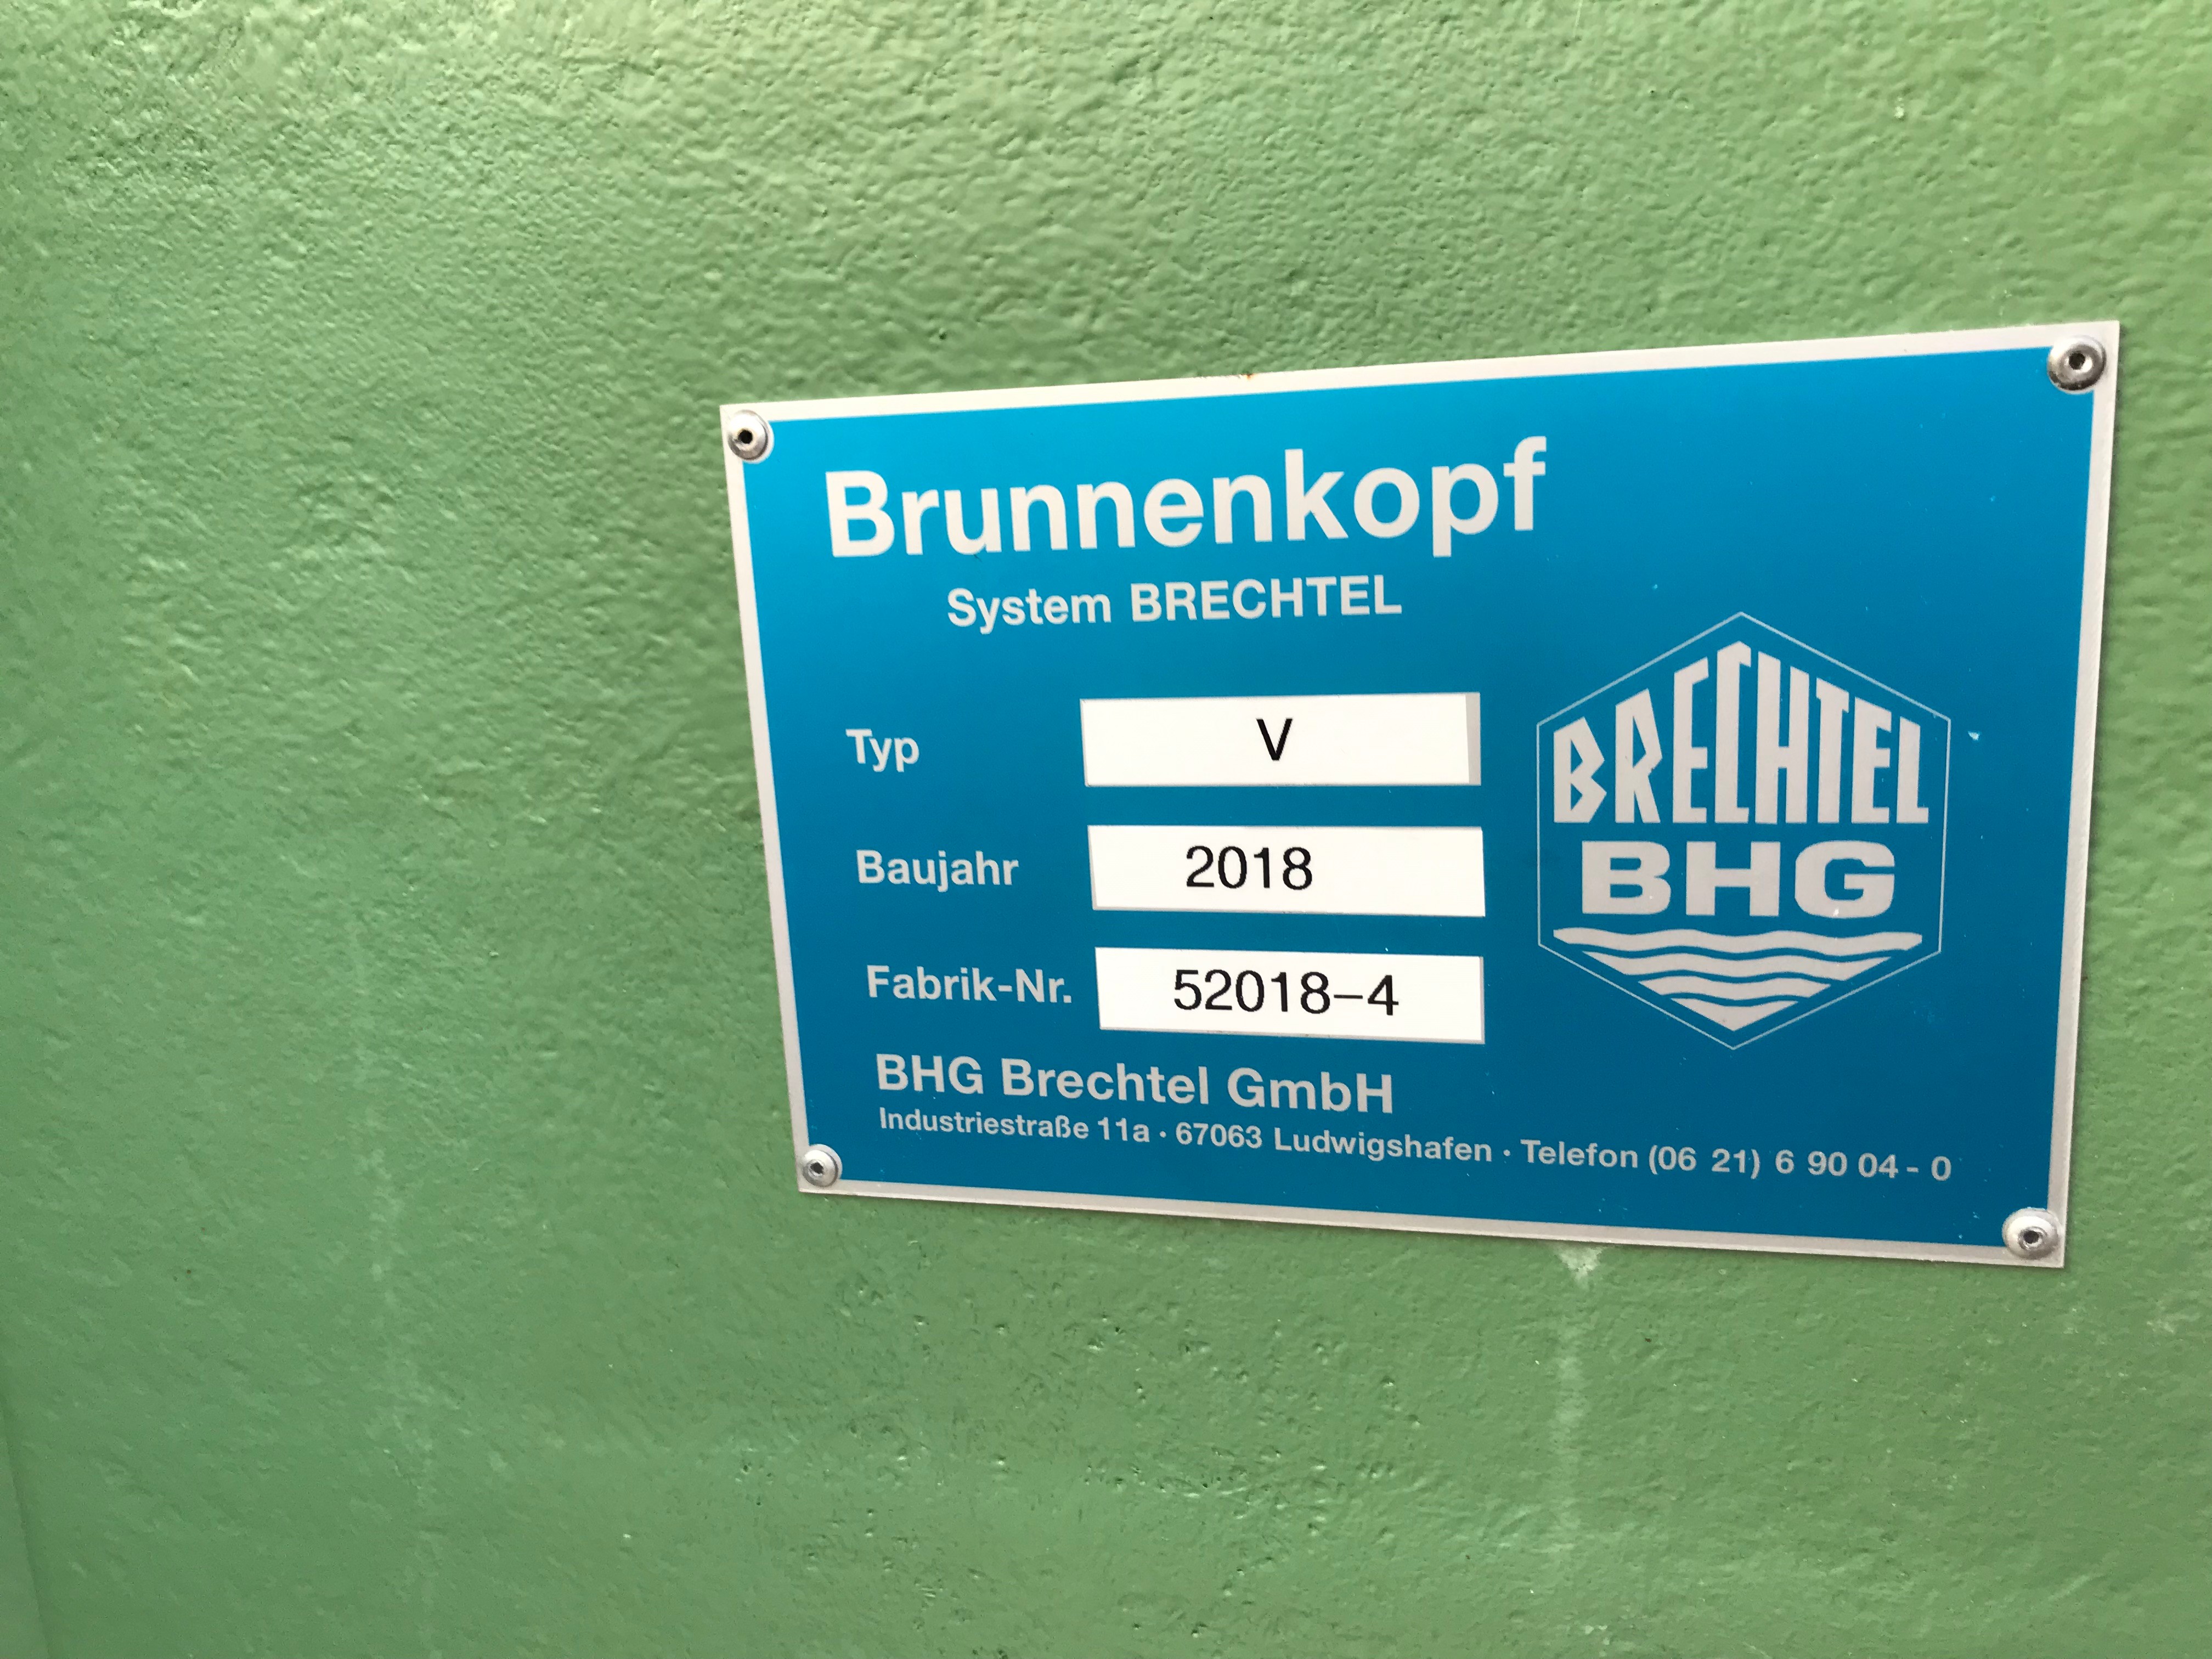 Brunnenkopf
System BRECHTEL
Typ V
Baujahr 2018
Fabrik-Nr. 52018-4
BRECHTEL
BHG
BHG Brechtel GmbH
Industriestraße 11a · 67063 Ludwigshafen · Telefon (06 21) 6 90 04 - 0